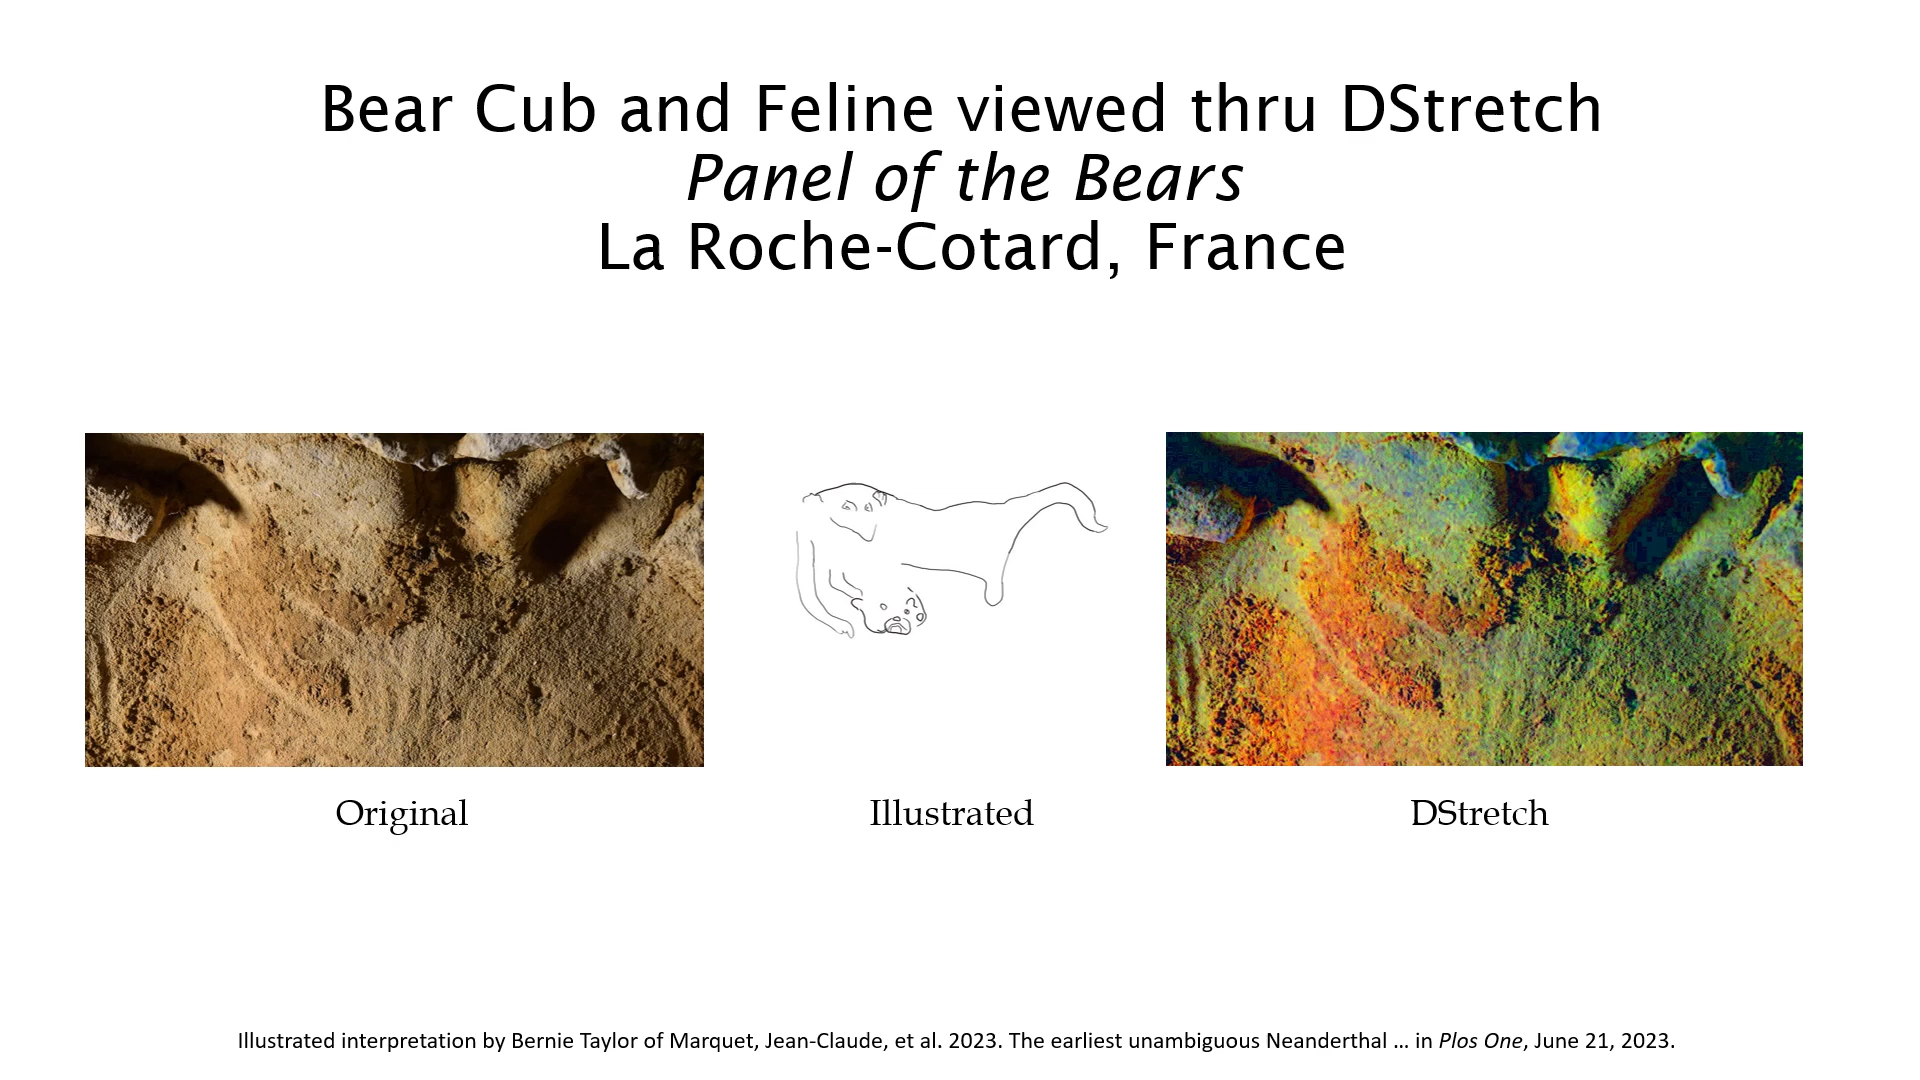 Bear Cub and Feline viewed thru DStretch
Panel of the Bears
La Roche-Cotard, France
Original
Illustrated
DStretch
Illustrated interpretation by Bernie Taylor of Marquet, Jean-Claude, et al. 2023. The earliest unambiguous Neanderthal ... in Plos One, June 21, 2023.